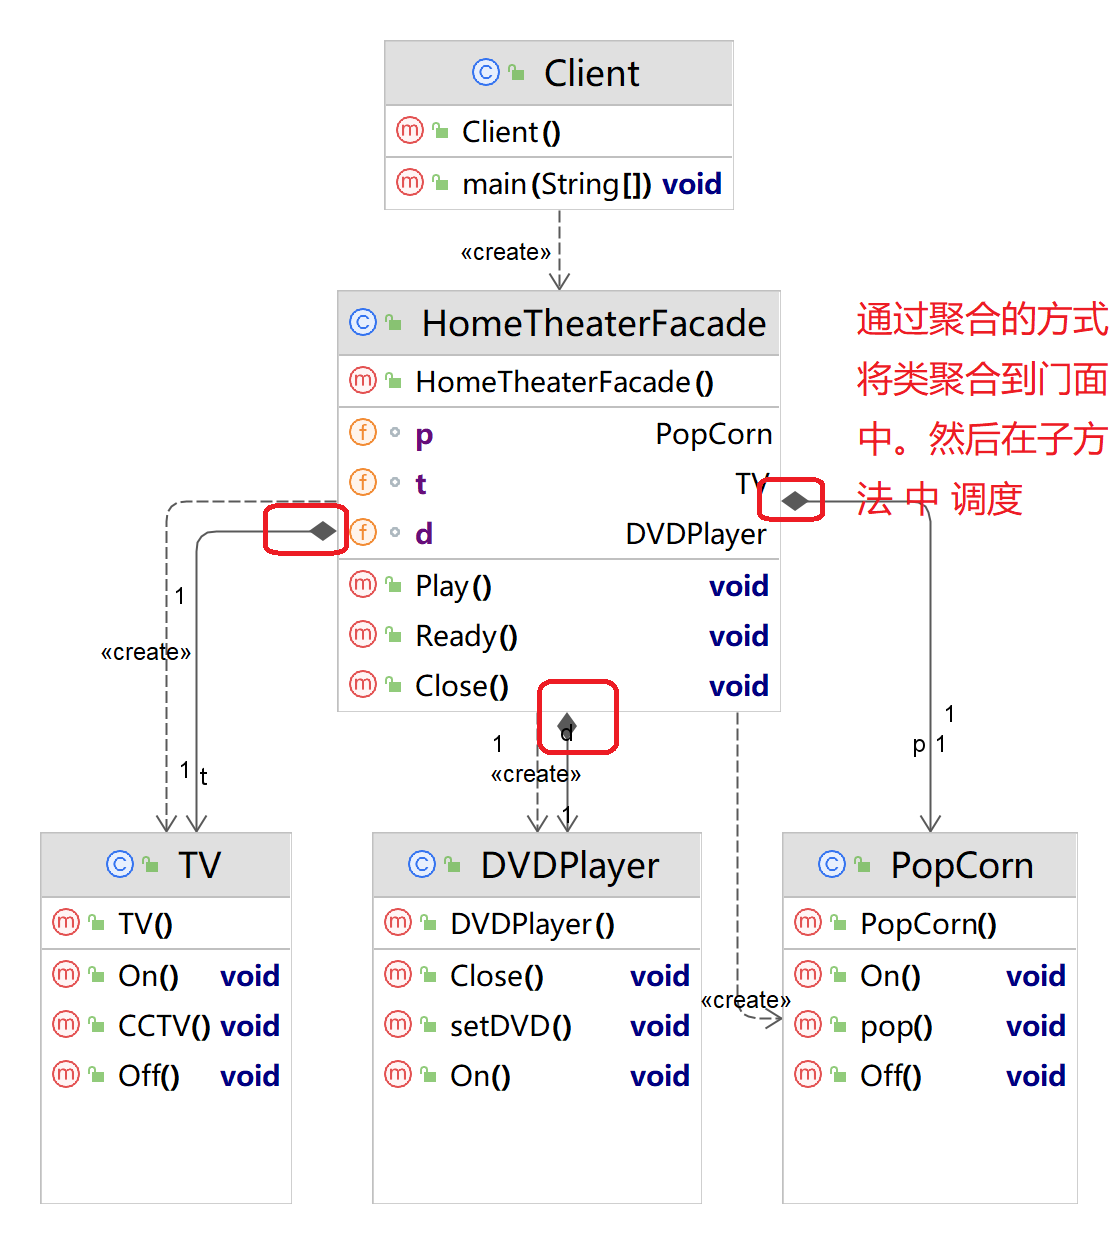 Client
Client()
main(String[]) void
«create»
HomeTheaterFacade
HomeTheaterFacade()
p PopCorn
t TV
d DVDPlayer
Play() void
Ready() void
Close() void
通过聚合的方式
将类聚合到门面
中。然后在子方
法 中 调度
1
«create»
1
t
1
d
«create»
1
1
p
1
«create»
TV
TV()
On() void
CCTV() void
Off() void
DVDPlayer
DVDPlayer()
Close() void
setDVD() void
On() void
PopCorn
PopCorn()
On() void
pop() void
Off() void